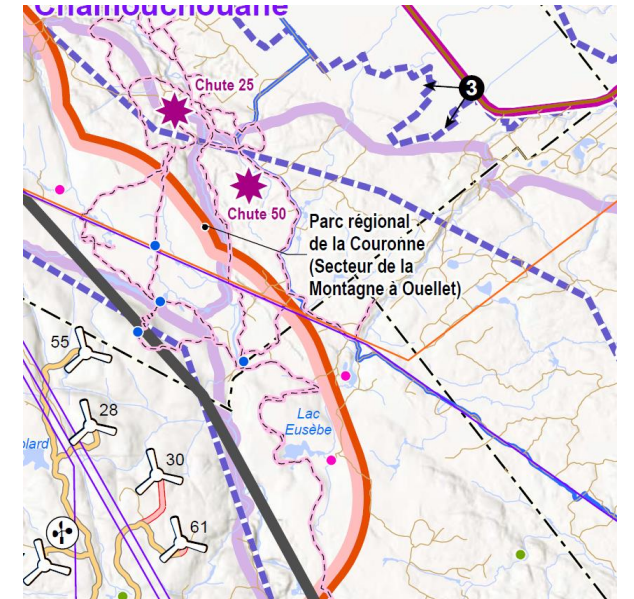 Chamouchouane
Chute 25
3
Chute 50
Parc régional
de la Couronne
(Secteur de la
Montagne à Ouellet)
55
28
Lac
Eusèbe
30
61